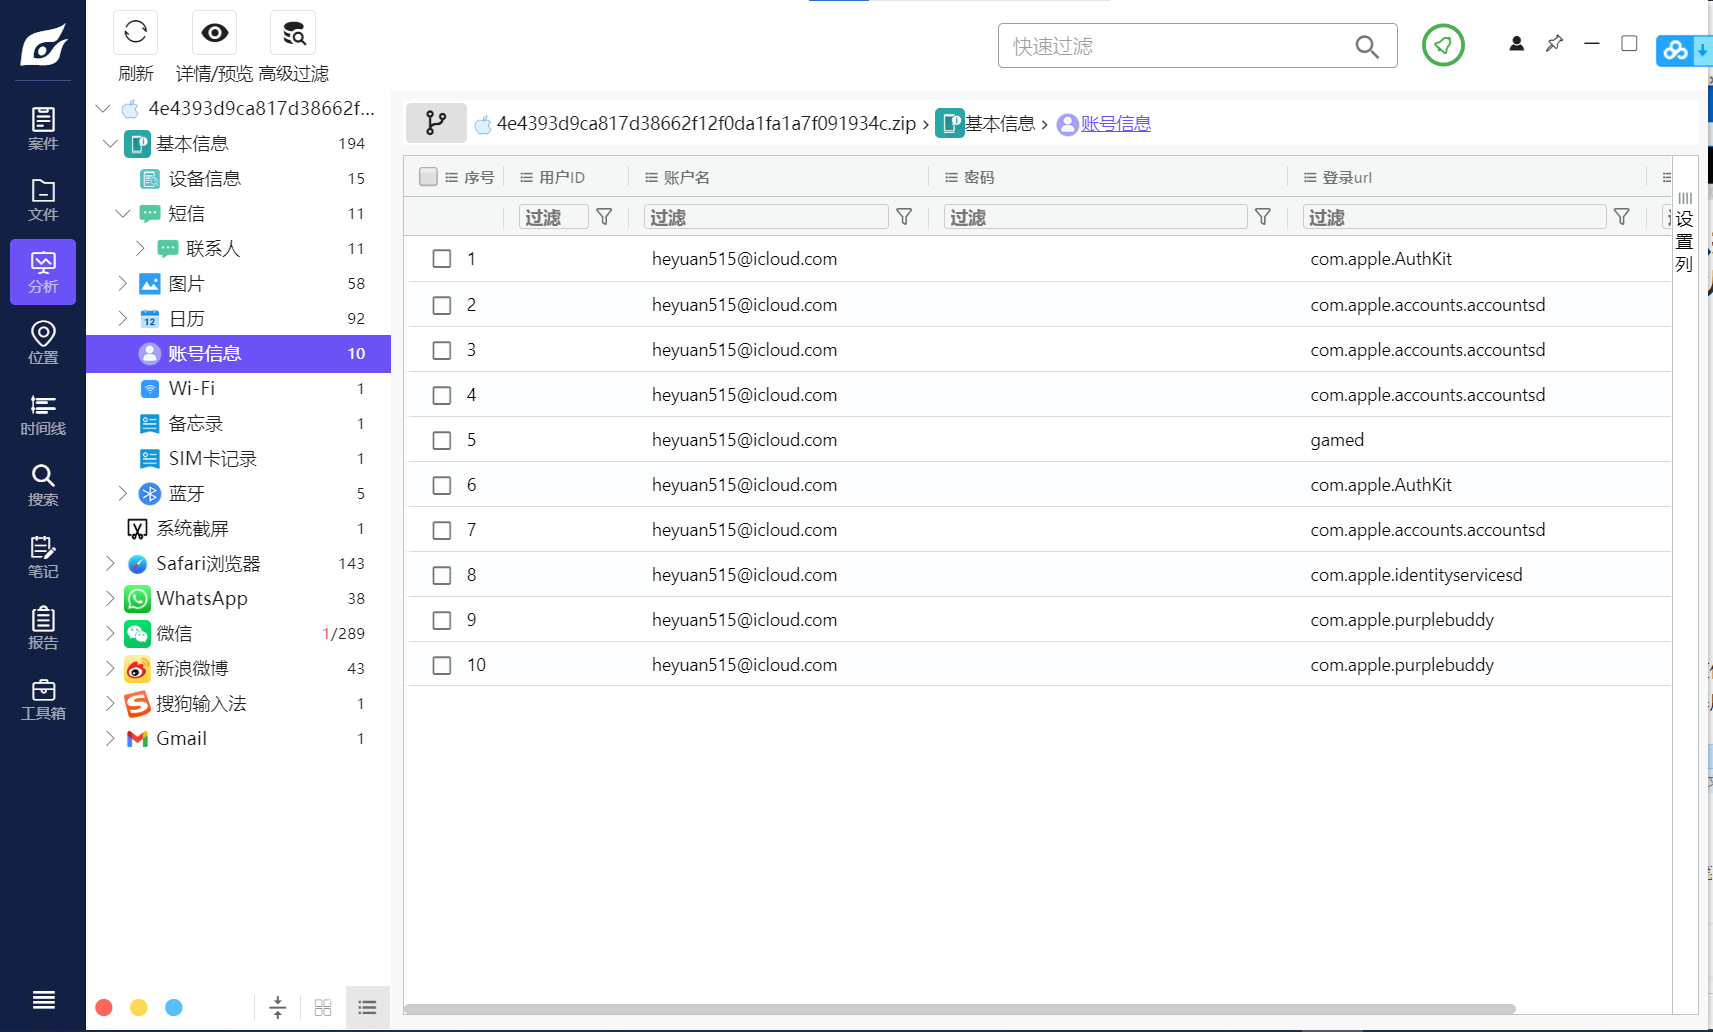 刷新
详情/预览
高级过滤
快速过滤
案件
文件
分析
位置
时间线
搜索
笔记
报告
工具箱
4e4393d9ca817d38662f...
基本信息 194
设备信息 15
短信 11
联系人 11
图片 58
12 日历 92
账号信息 10
Wi-Fi 1
备忘录 1
SIM卡记录 1
蓝牙 5
系统截屏 1
Safari浏览器 143
WhatsApp 38
微信 1/289
新浪微博 43
搜狗输入法 1
Gmail 1
4e4393d9ca817d38662f12f0da1fa1a7f091934c.zip › 基本信息 › 账号信息
序号 用户ID 账户名 密码 登录url
过滤 过滤 过滤 过滤
设置列
1 heyuan515@icloud.com com.apple.AuthKit
2 heyuan515@icloud.com com.apple.accounts.accountsd
3 heyuan515@icloud.com com.apple.accounts.accountsd
4 heyuan515@icloud.com com.apple.accounts.accountsd
5 heyuan515@icloud.com gamed
6 heyuan515@icloud.com com.apple.AuthKit
7 heyuan515@icloud.com com.apple.accounts.accountsd
8 heyuan515@icloud.com com.apple.identityservicesd
9 heyuan515@icloud.com com.apple.purplebuddy
10 heyuan515@icloud.com com.apple.purplebuddy